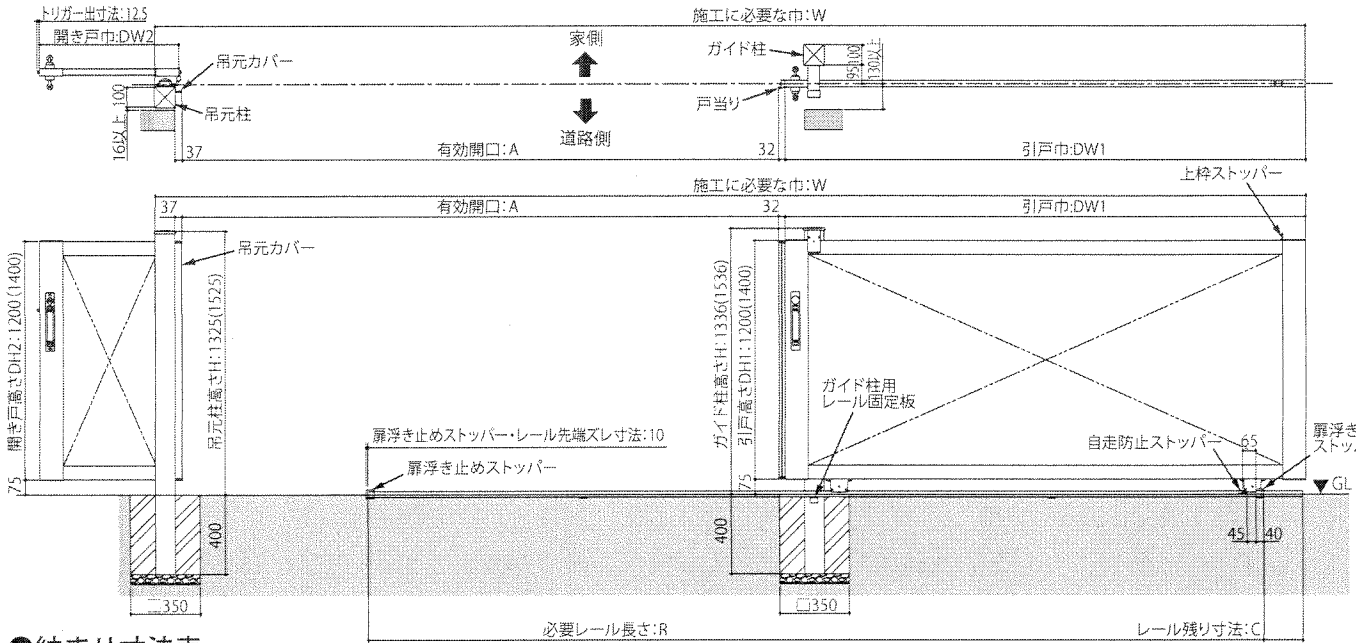 トリガー出寸法:12.5
施工に必要な巾:W
開き戸巾:DW2
家側
ガイド柱
吊元カバー
95
100
130以上
戸当り
100
16以上
吊元柱
道路側
37
有効開口:A
32
引戸巾:DW1
施工に必要な巾:W
上枠ストッパー
37
有効開口:A
32
引戸巾:DW1
吊元カバー
開き戸高さDH2:1200(1400)
吊元柱高さH:1325(1525)
ガイド柱高さH:1336(1536)
引戸高さDH1:1200(1400)
ガイド柱用
レール固定板
扉浮き止めストッパー・レール先端ズレ寸法:10
扉浮き止めストッパー
自走防止ストッパー
65
扉浮き
75
75
GL
400
400
45
40
□350
□350
必要レール長さ:R
レール残り寸法:C